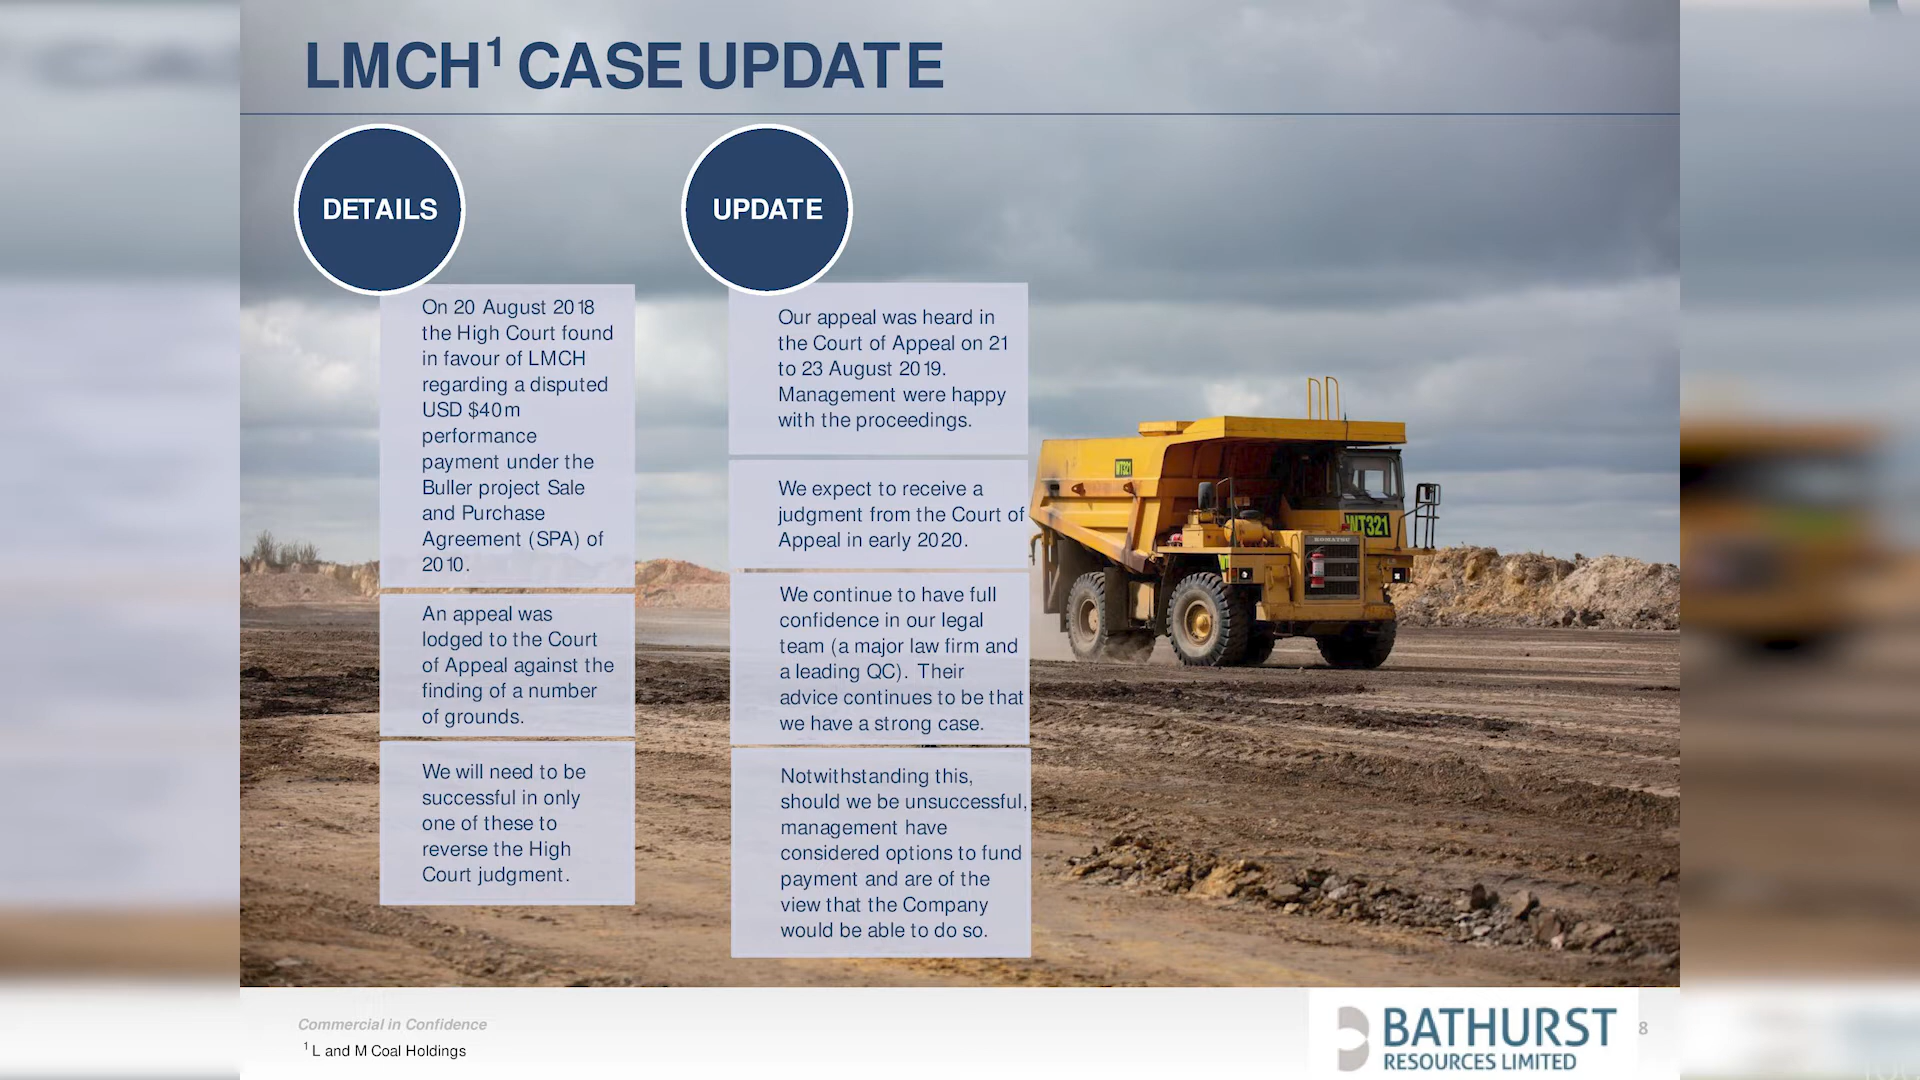 LMCH¹ CASE UPDATE
DETAILS
On 20 August 2018
the High Court found
in favour of LMCH
regarding a disputed
USD $40m
performance
payment under the
Buller project Sale
and Purchase
Agreement (SPA) of
2010.
An appeal was
lodged to the Court
of Appeal against the
finding of a number
of grounds.
We will need to be
successful in only
one of these to
reverse the High
Court judgment.
UPDATE
Our appeal was heard in
the Court of Appeal on 21
to 23 August 2019.
Management were happy
with the proceedings.
We expect to receive a
judgment from the Court of
Appeal in early 2020.
We continue to have full
confidence in our legal
team (a major law firm and
a leading QC). Their
advice continues to be that
we have a strong case.
Notwithstanding this,
should we be unsuccessful,
management have
considered options to fund
payment and are of the
view that the Company
would be able to do so.
WT321
WT321
KOMATSU
Commercial in Confidence
¹ L and M Coal Holdings
BATHURST
RESOURCES LIMITED
8